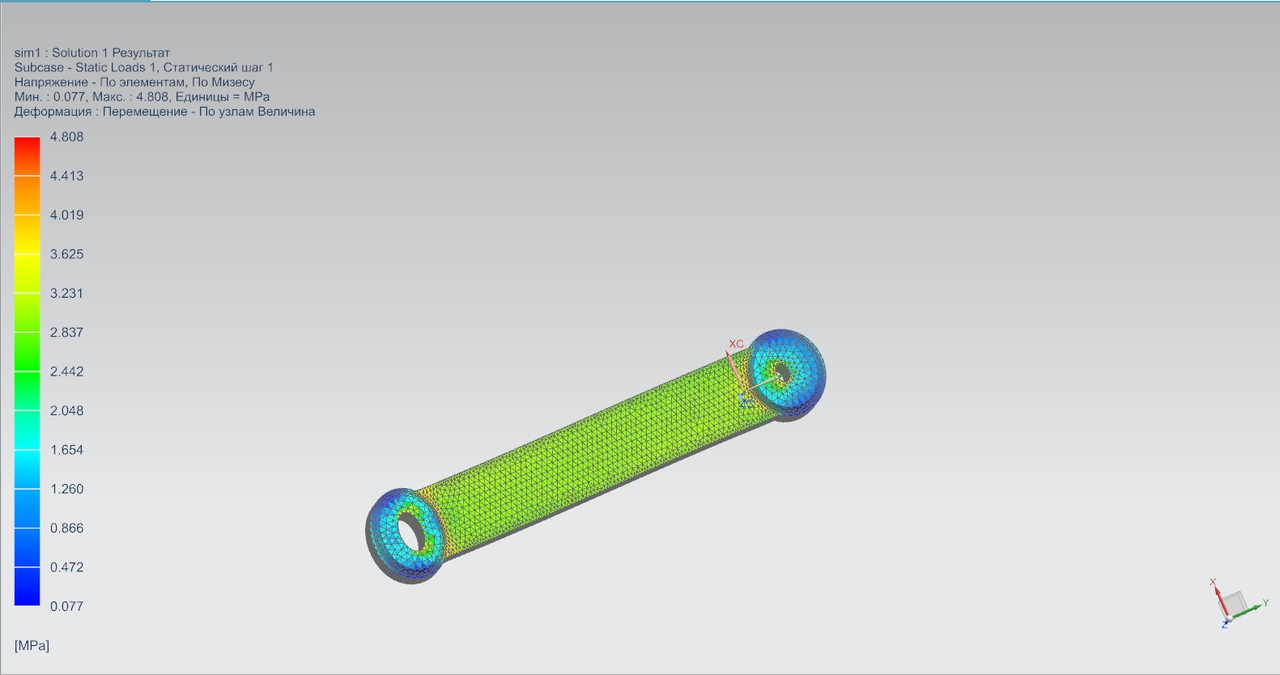 sim1 : Solution 1 Результат
Subcase - Static Loads 1, Статический шаг 1
Напряжение - По элементам, По Мизесу
Мин. : 0.077, Макс. : 4.808, Единицы = MPa
Деформация : Перемещение - По узлам Величина
4.808
4.413
4.019
3.625
3.231
2.837
2.442
2.048
1.654
1.260
0.866
0.472
0.077
[MPa]
XC
ZC
X
Y
Z